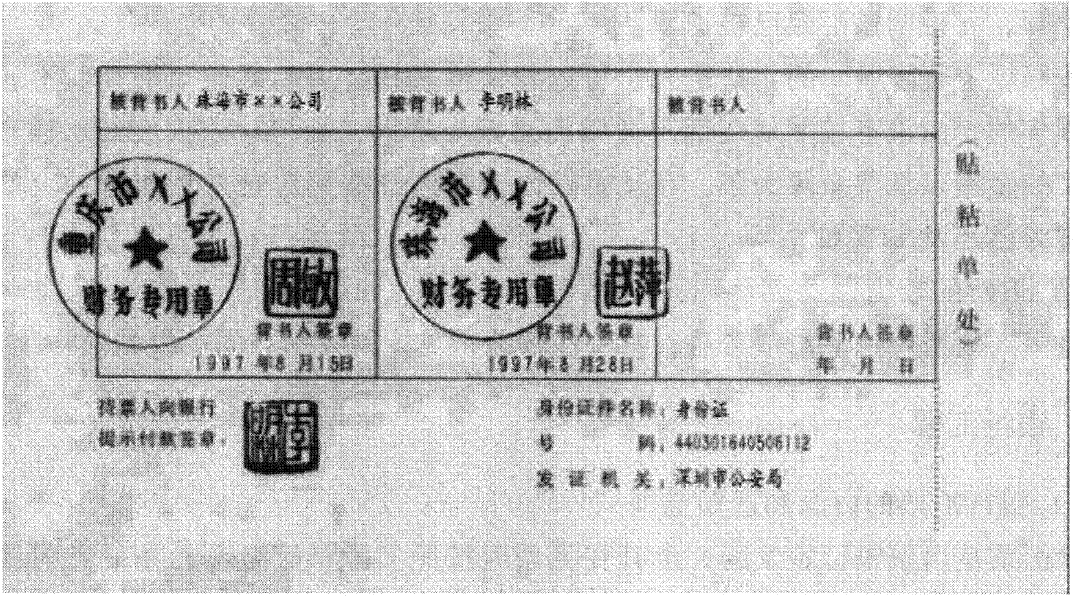 被背书人 珠海市××公司
被背书人 李明林
被背书人
重庆市××公司
财务专用章
周敏
背书人签章
1997年8月15日
珠海市××公司
财务专用章
赵萍
背书人签章
1997年8月28日
背书人签章
年 月 日
(贴粘单处)
持票人向银行
提示付款签章:
李明林
身份证件名称:身份证
号 码:440301640506112
发证机关:深圳市公安局